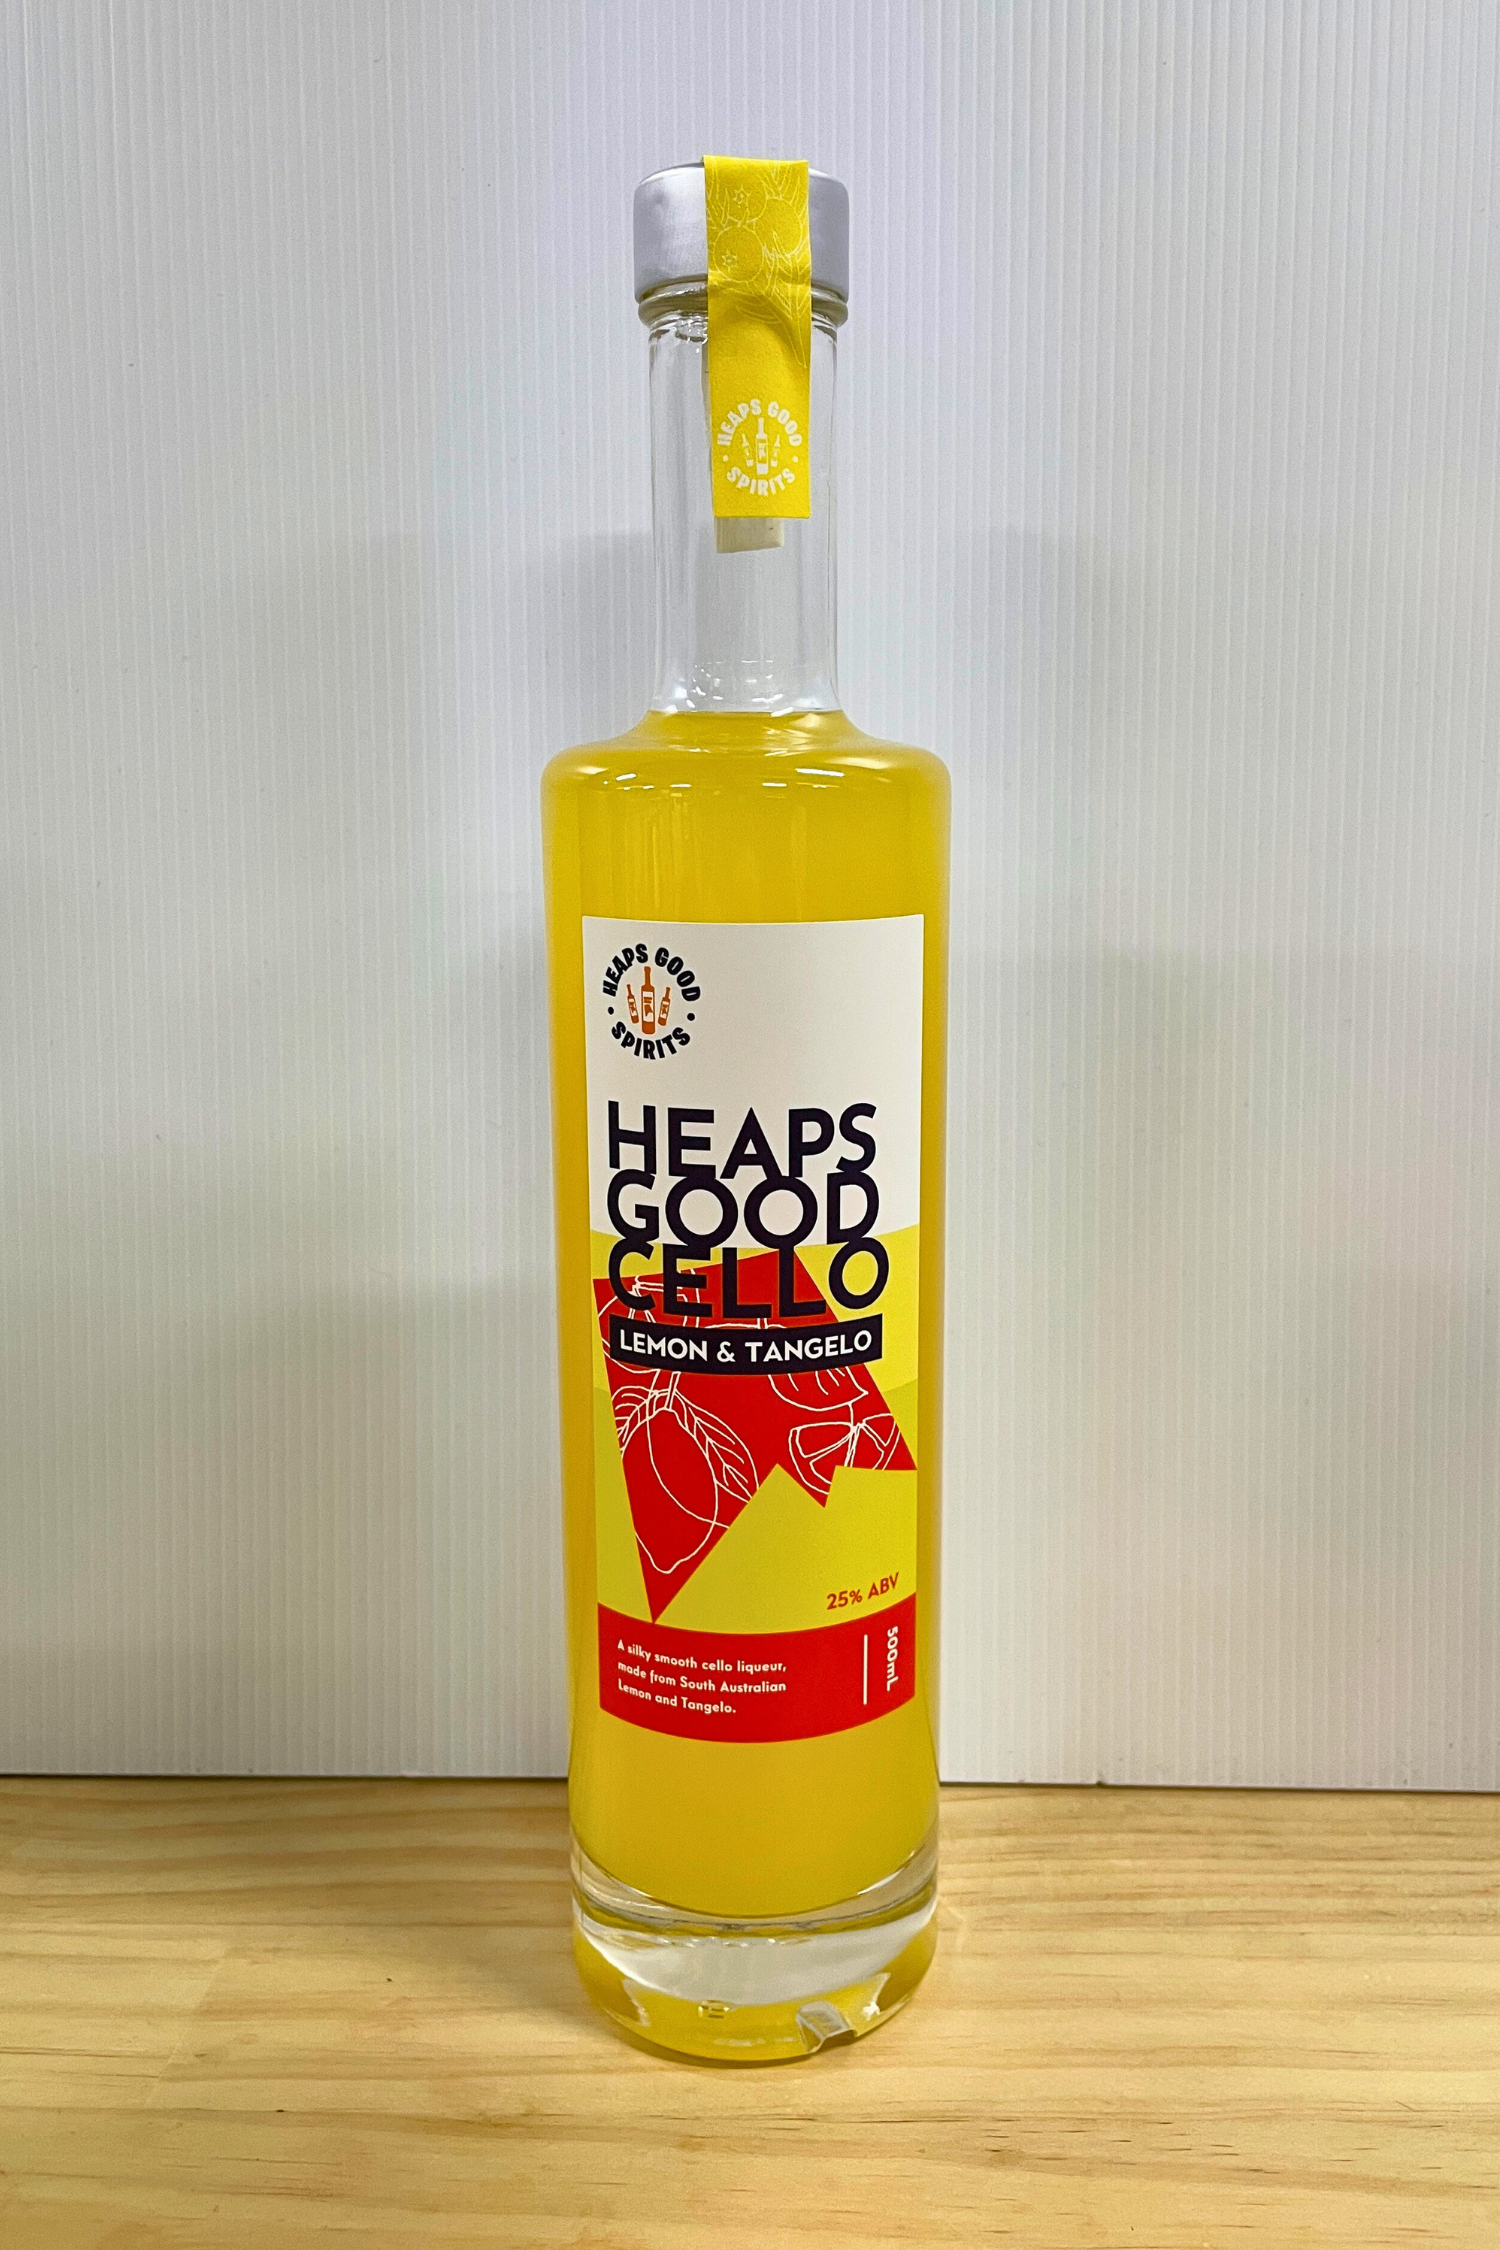 HEAPS GOOD
SPIRITS
HEAPS GOOD
SPIRITS
HEAPS
GOOD
CELLO
LEMON & TANGELO
25% ABV
A silky smooth cello liqueur,
made from South Australian
Lemon and Tangelo.
500mL